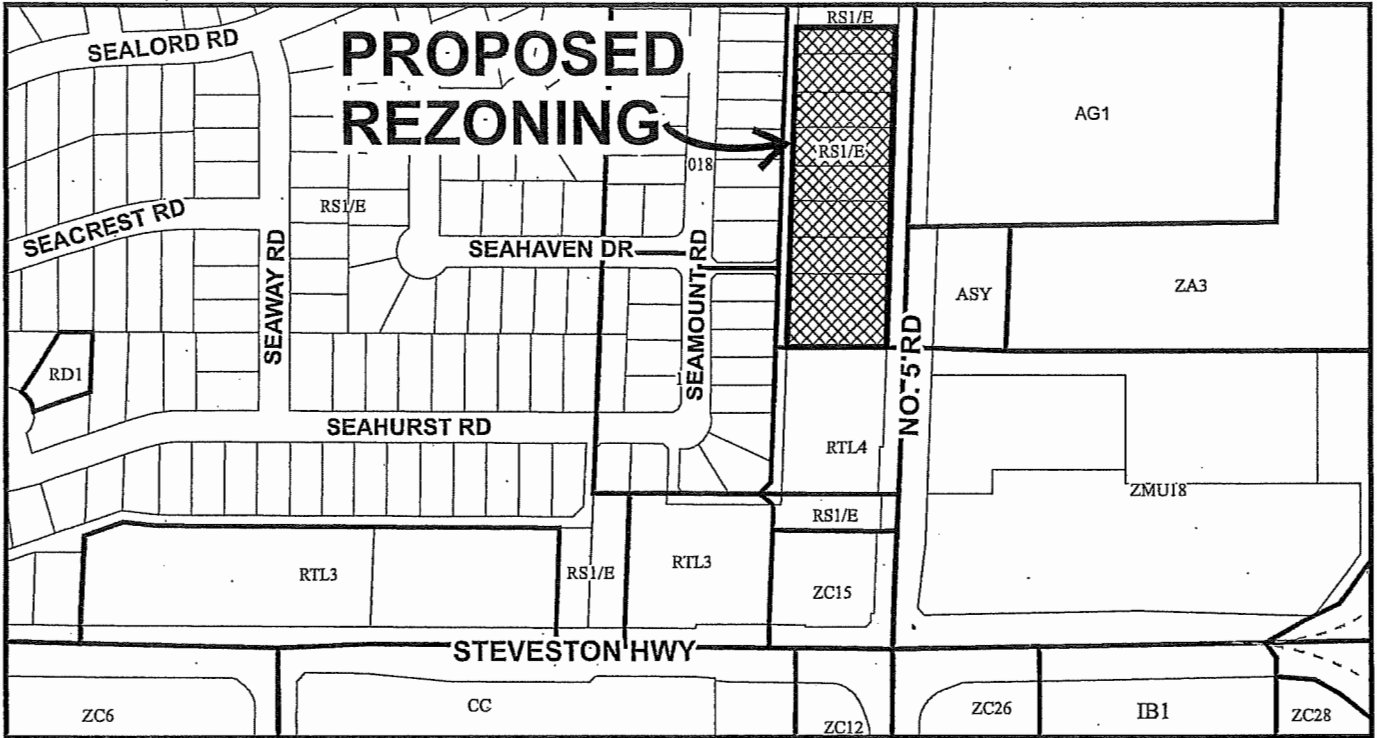 RS1/E
SEALORD RD
PROPOSED
REZONING
AG1
RS1/E
018
RS1/E
SEACREST RD
SEAHAVEN DR
SEAWAY RD
SEAMOUNT RD
ASY
ZA3
NO. 5 RD
RD1
1
SEAHURST RD
RTL4
ZMU18
RS1/E
RTL3
RS1/E
RTL3
ZC15
STEVESTON HWY
ZC6
CC
ZC12
ZC26
IB1
ZC28